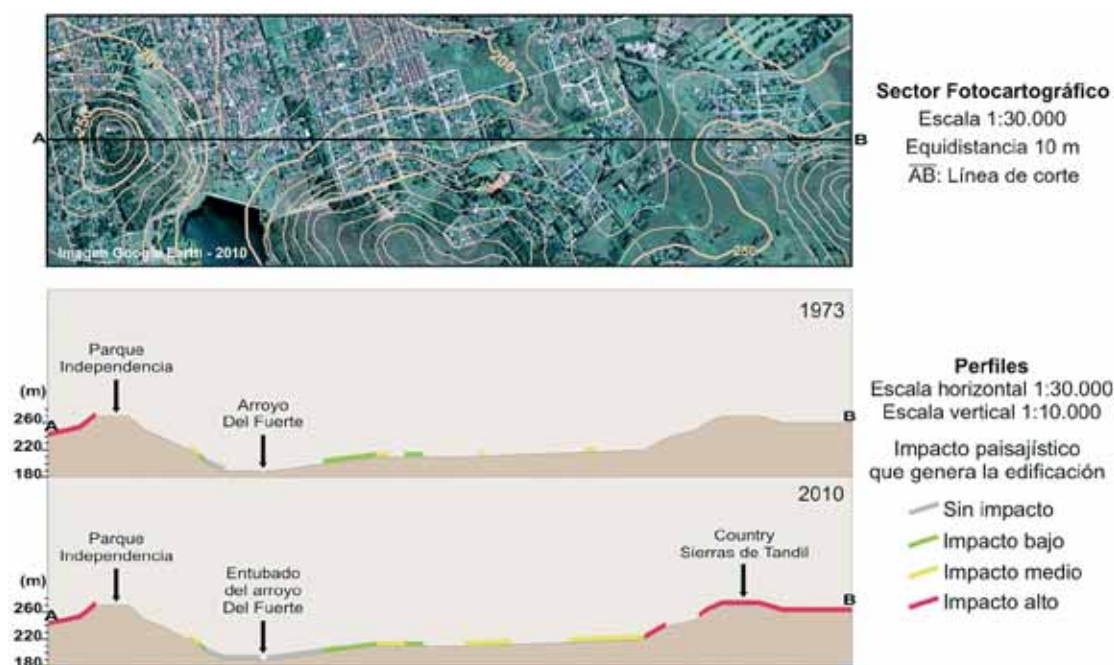 A
B
250
200
200
250
Imagen Google Earth - 2010
Sector Fotocartográfico
Escala 1:30.000
Equidistancia 10 m
AB: Línea de corte
1973
Parque
Independencia
Arroyo
Del Fuerte
(m)
260
220
180
A
B
2010
Parque
Independencia
Entubado
del arroyo
Del Fuerte
Country
Sierras de Tandil
(m)
260
220
180
A
B
Perfiles
Escala horizontal 1:30.000
Escala vertical 1:10.000
Impacto paisajístico
que genera la edificación
Sin impacto
Impacto bajo
Impacto medio
Impacto alto